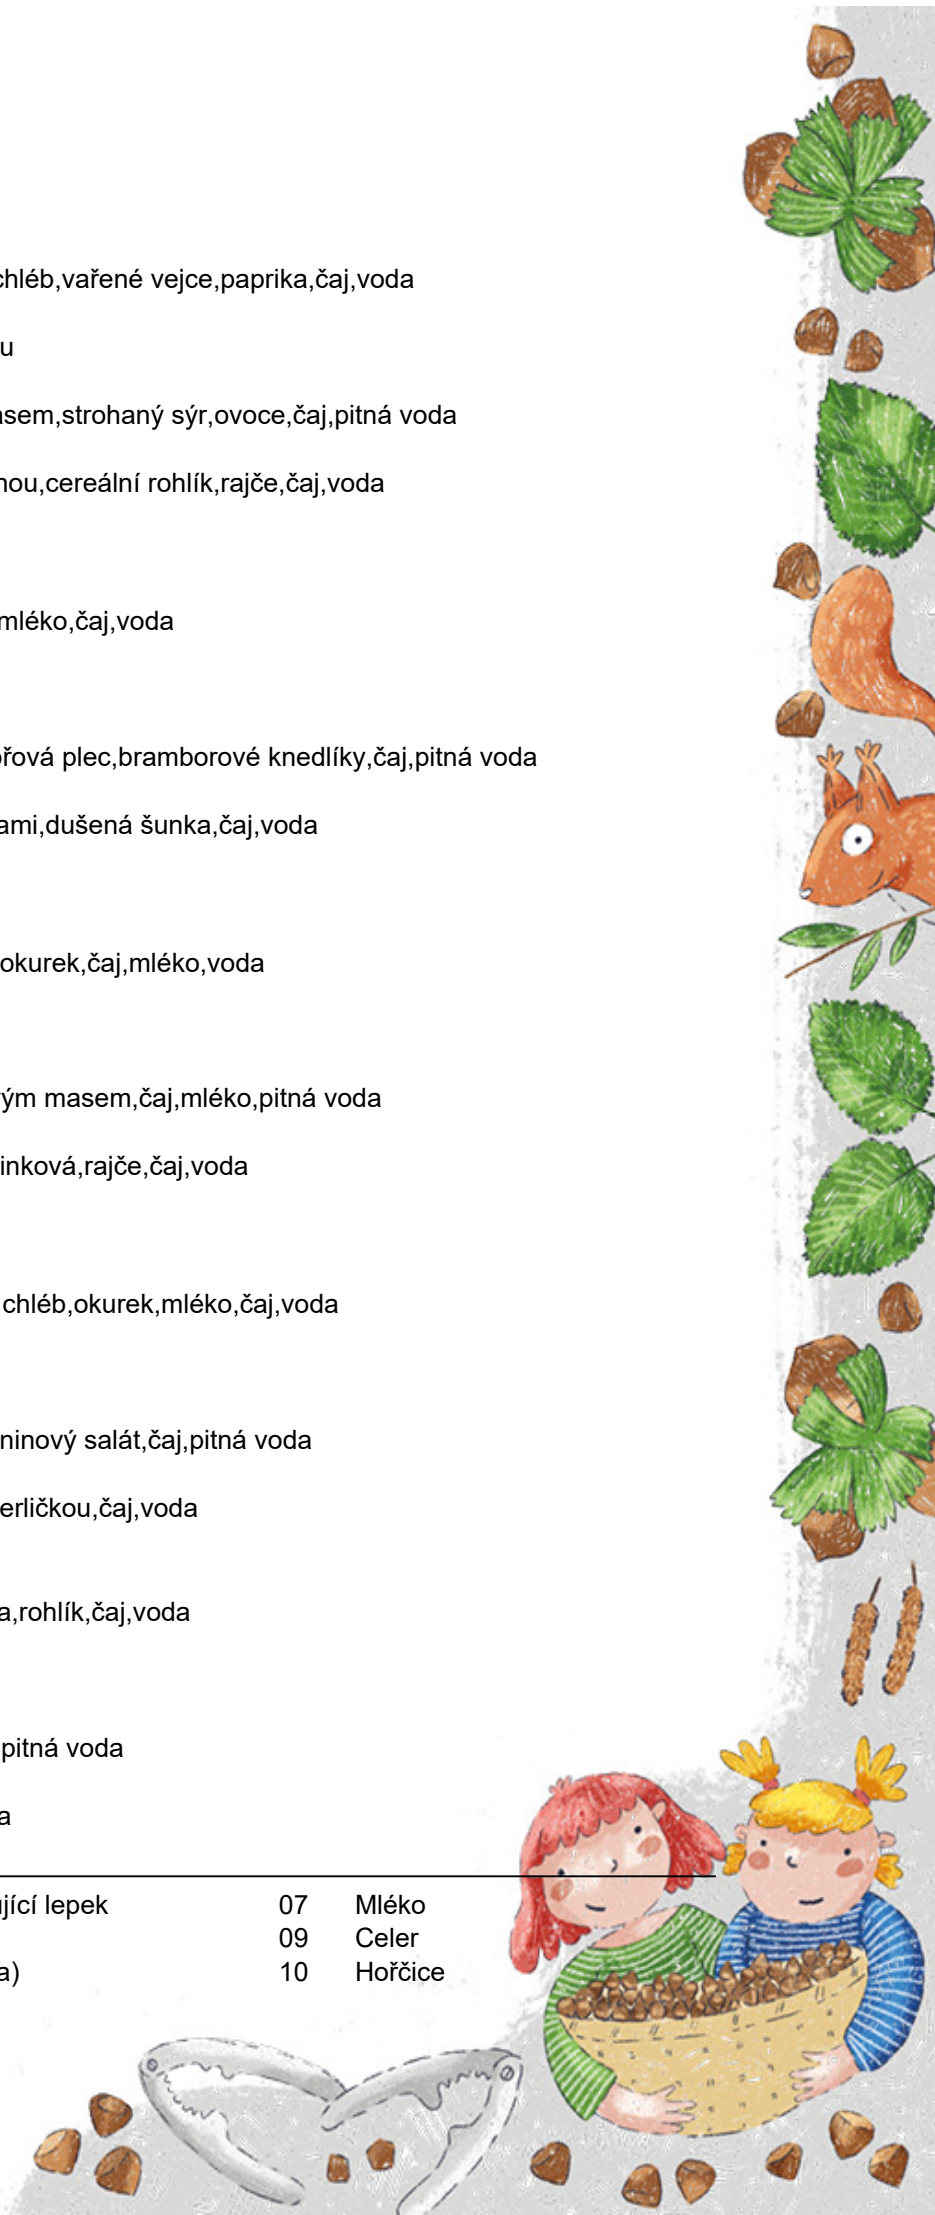 chléb,vařené vejce,paprika,čaj,voda
u
asem,strohaný sýr,ovoce,čaj,pitná voda
nou,cereální rohlík,rajče,čaj,voda
mléko,čaj,voda
ořová plec,bramborové knedlíky,čaj,pitná voda
ami,dušená šunka,čaj,voda
okurek,čaj,mléko,voda
ým masem,čaj,mléko,pitná voda
inková,rajče,čaj,voda
chléb,okurek,mléko,čaj,voda
ninový salát,čaj,pitná voda
erličkou,čaj,voda
a,rohlík,čaj,voda
pitná voda
a
ující lepek 07 Mléko
09 Celer
a) 10 Hořčice